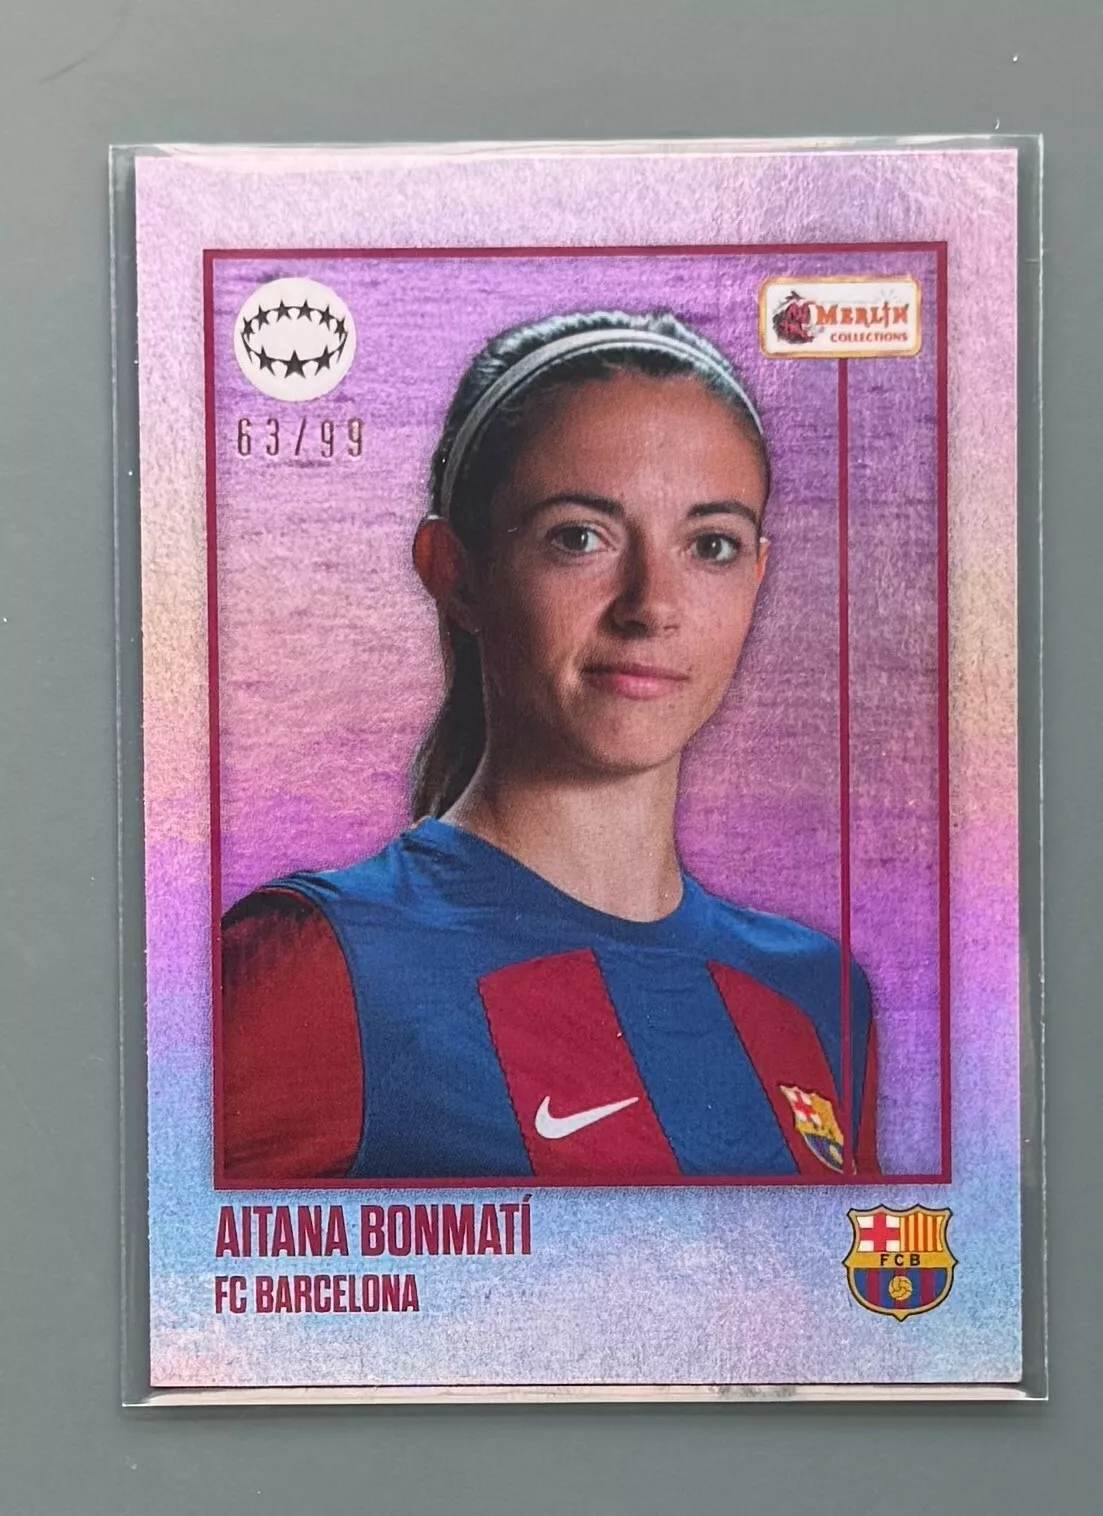 63/99
MERLIN
COLLECTIONS
AITANA BONMATÍ
FC BARCELONA
FCB